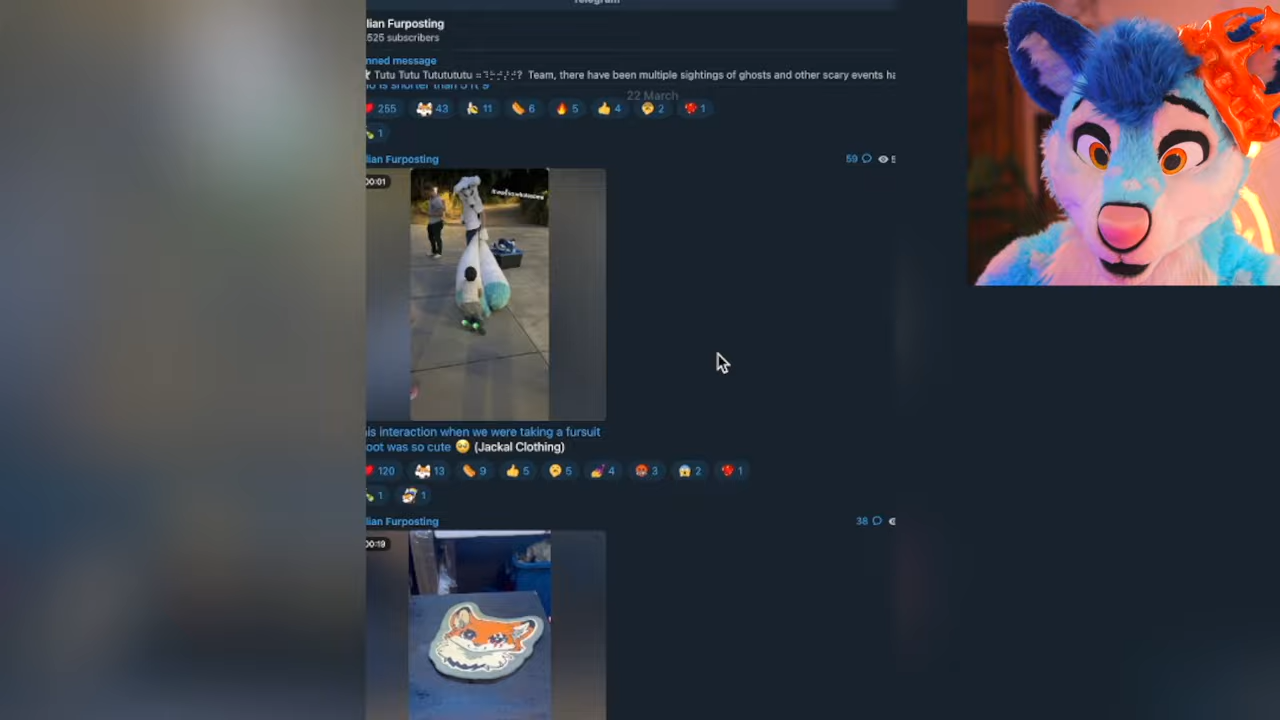 lian Furposting
525 subscribers
nned message
Tutu Tutu Tutututu = ? Team, there have been multiple sightings of ghosts and other scary events ha
22 March
255 43 11 6 5 4 2 1
1
lian Furposting 59
00:01
his interaction when we were taking a fursuit
oot was so cute (Jackal Clothing)
120 13 9 5 5 4 3 2 1
1 1
lian Furposting 38
00:19